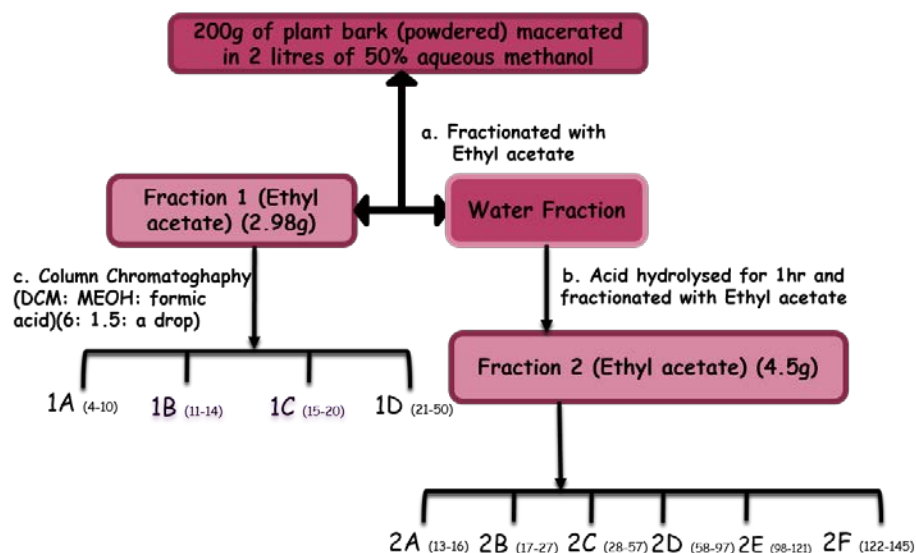 200g of plant bark (powdered) macerated
in 2 litres of 50% aqueous methanol
a. Fractionated with
Ethyl acetate
Fraction 1 (Ethyl
acetate) (2.98g)
Water Fraction
c. Column Chromatoghaphy
(DCM: MEOH: formic
acid)(6: 1.5: a drop)
b. Acid hydrolysed for 1hr and
fractionated with Ethyl acetate
Fraction 2 (Ethyl acetate) (4.5g)
1A (4-10) 1B (11-14) 1C (15-20) 1D (21-50)
2A (13-16) 2B (17-27) 2C (28-57) 2D (58-97) 2E (98-121) 2F (122-145)